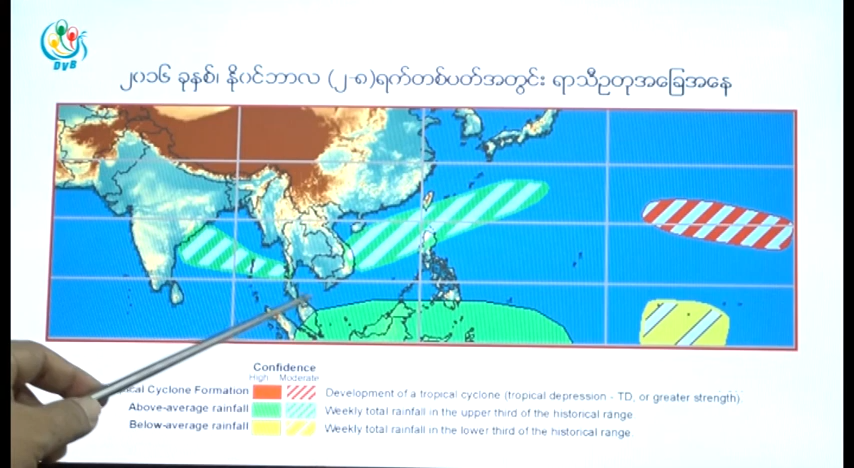 DVB
၂၀၁၆ ခုနှစ်၊ နိုဝင်ဘာလ (၂-၈)ရက်တစ်ပတ်အတွင်း ရာသီဥတုအခြေအနေ
Confidence
High Moderate
cal Cyclone Formation Development of a tropical cyclone (tropical depression - TD, or greater strength)
Above-average rainfall Weekly total rainfall in the upper third of the historical range
Below-average rainfall Weekly total rainfall in the lower third of the historical range.